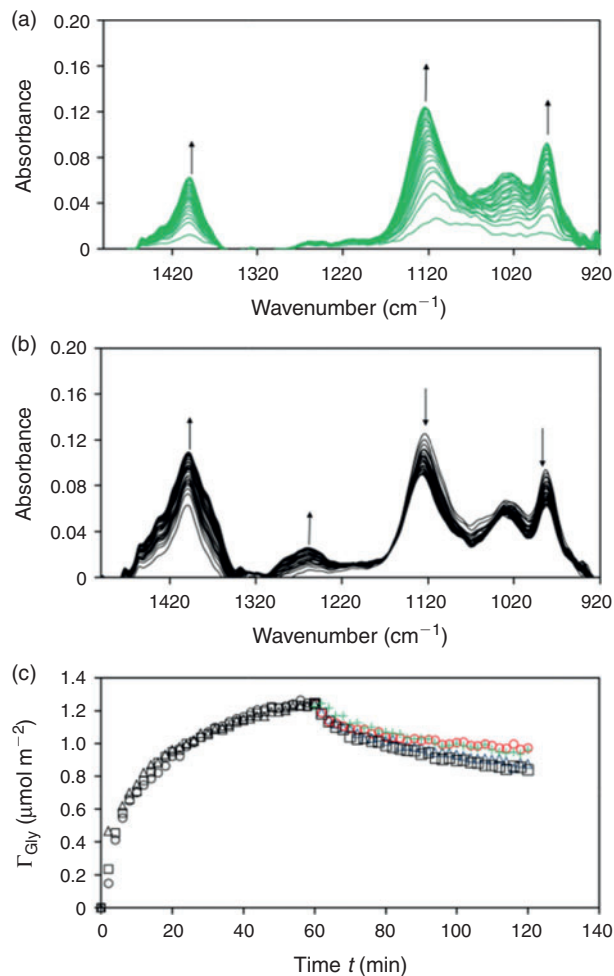 (a)
0.20
0.16
0.12
0.08
0.04
0
Absorbance
1420 1320 1220 1120 1020 920
Wavenumber (cm−1)
(b)
0.20
0.16
0.12
0.08
0.04
0
Absorbance
1420 1320 1220 1120 1020 920
Wavenumber (cm−1)
(c)
1.4
1.2
1.0
0.8
0.6
0.4
0.2
0
ΓGly (µmol m−2)
0 20 40 60 80 100 120 140
Time t (min)